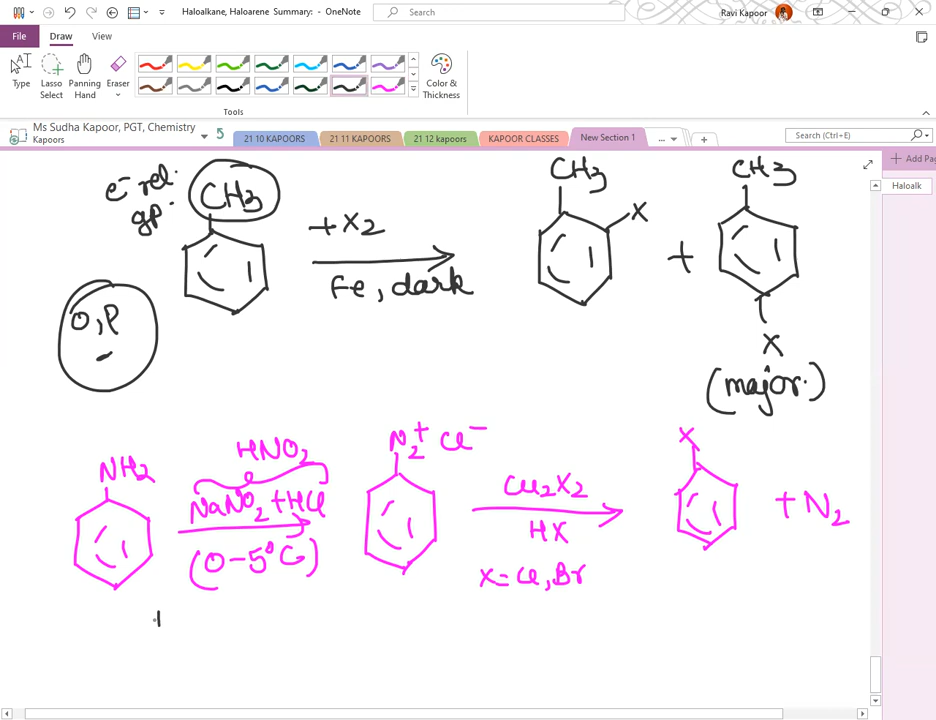 Haloalkane, Haloarene Summary: - OneNote
Search
Ravi Kapoor
File
Draw
View
Type
Lasso Select
Panning Hand
Eraser
Color & Thickness
Tools
Ms Sudha Kapoor, PGT, Chemistry
Kapoors
21 10 KAPOORS
21 11 KAPOORS
21 12 kapoors
KAPOOR CLASSES
New Section 1
...
Search (Ctrl+E)
Add Pag
Haloalk
e- rel. gp.
CH3
+X2
Fe, dark
CH3
X
+
CH3
X
(major.)
O,P
NH2
HNO2
NaNO2+HCl
(0-5°C)
N2+ Cl-
Cu2X2
HX
X=Cl,Br
X
+N2